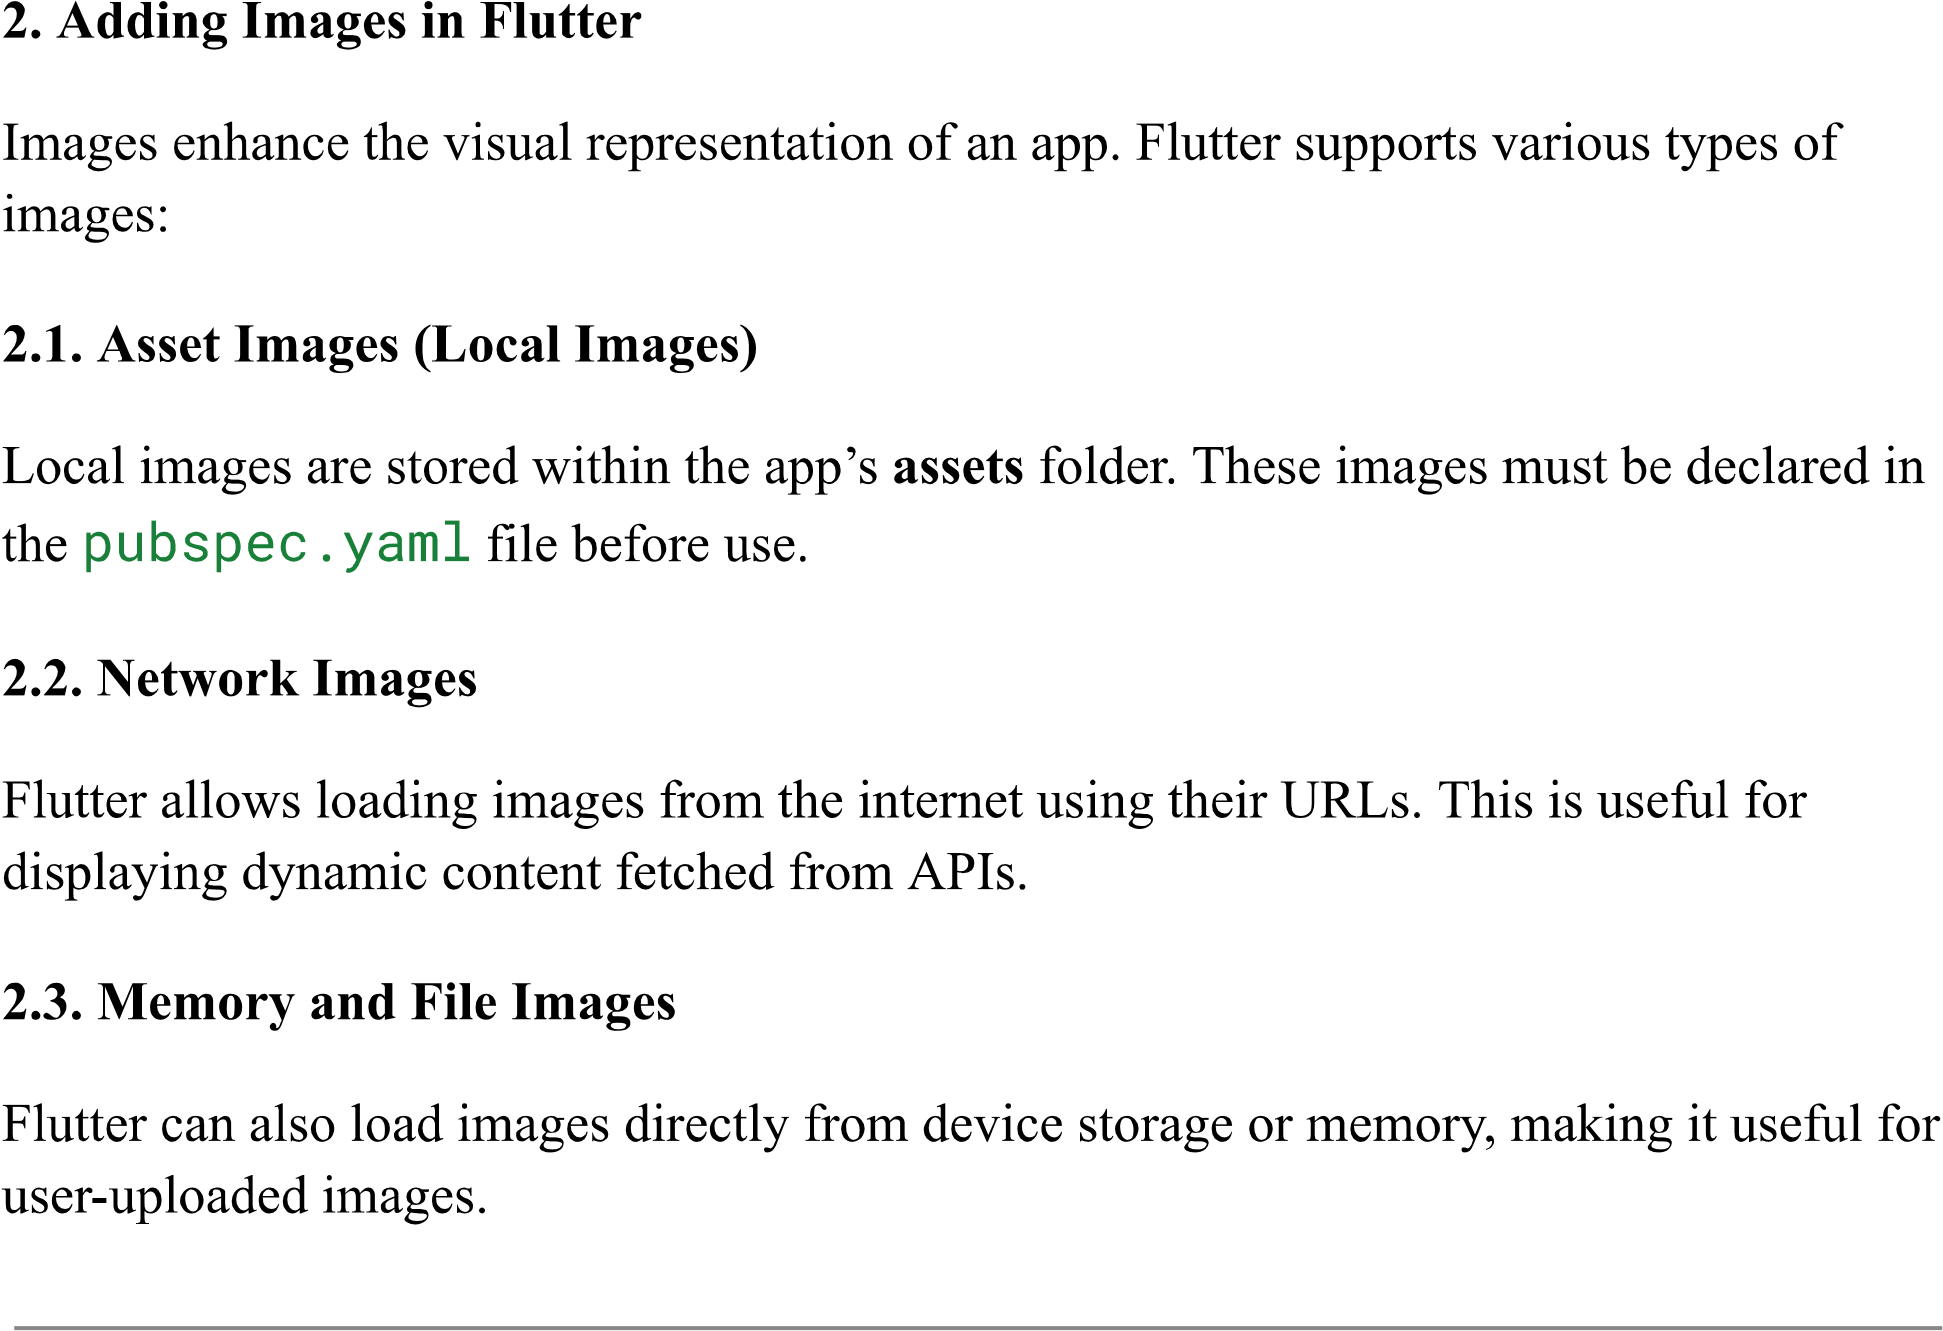 2. Adding Images in Flutter
Images enhance the visual representation of an app. Flutter supports various types of
images:
2.1. Asset Images (Local Images)
Local images are stored within the app’s assets folder. These images must be declared in
the pubspec.yaml file before use.
2.2. Network Images
Flutter allows loading images from the internet using their URLs. This is useful for
displaying dynamic content fetched from APIs.
2.3. Memory and File Images
Flutter can also load images directly from device storage or memory, making it useful for
user-uploaded images.